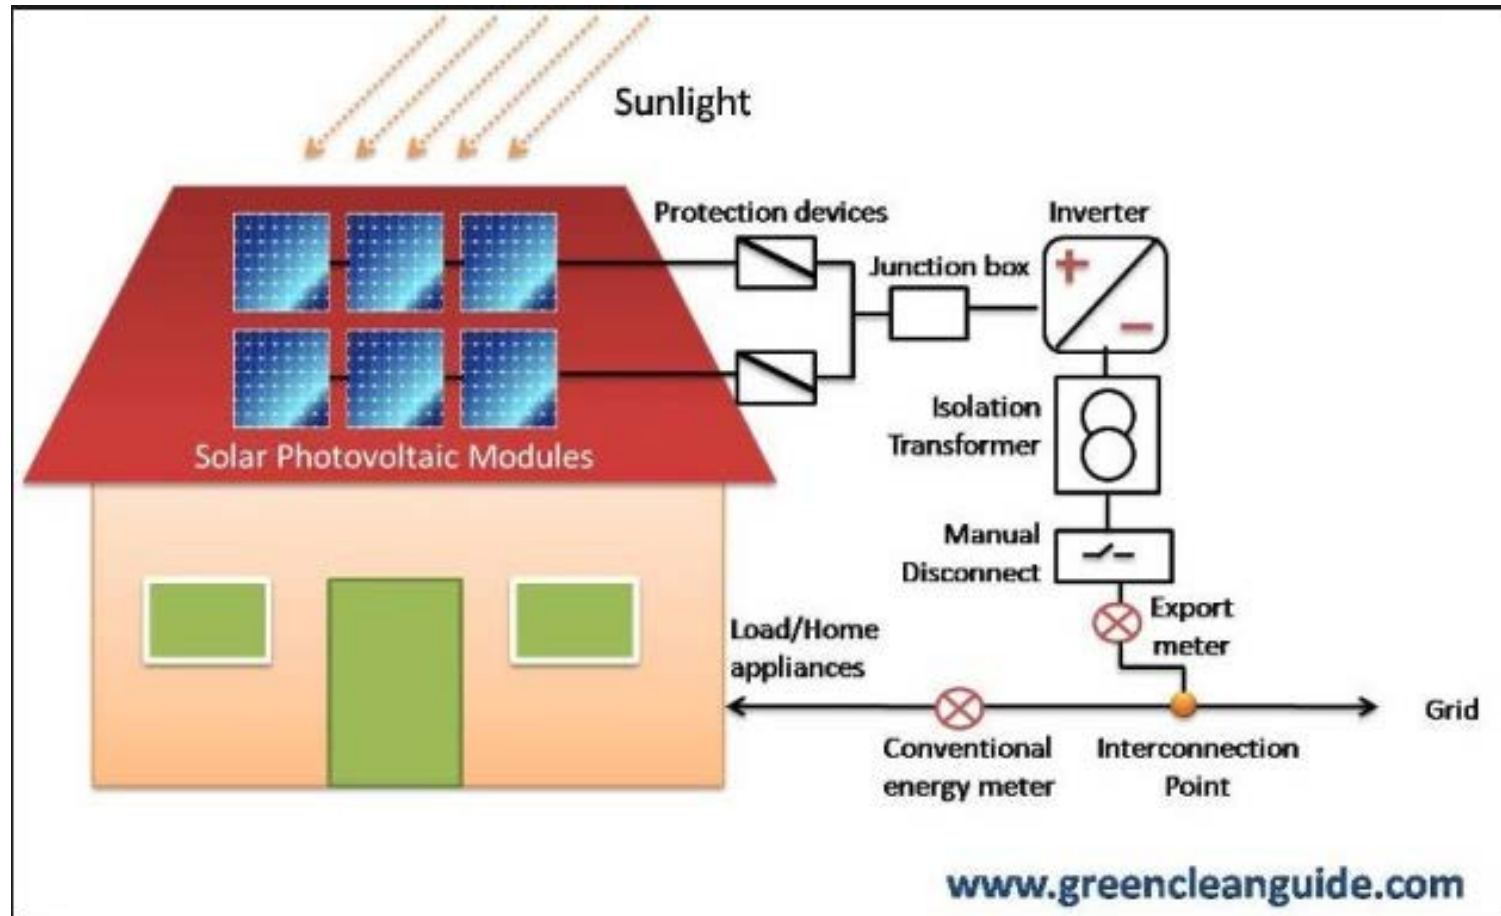 Sunlight
Protection devices
Inverter
Junction box
Solar Photovoltaic Modules
Isolation
Transformer
Manual
Disconnect
Export
meter
Load/Home
appliances
Grid
Conventional
energy meter
Interconnection
Point
www.greencleanguide.com